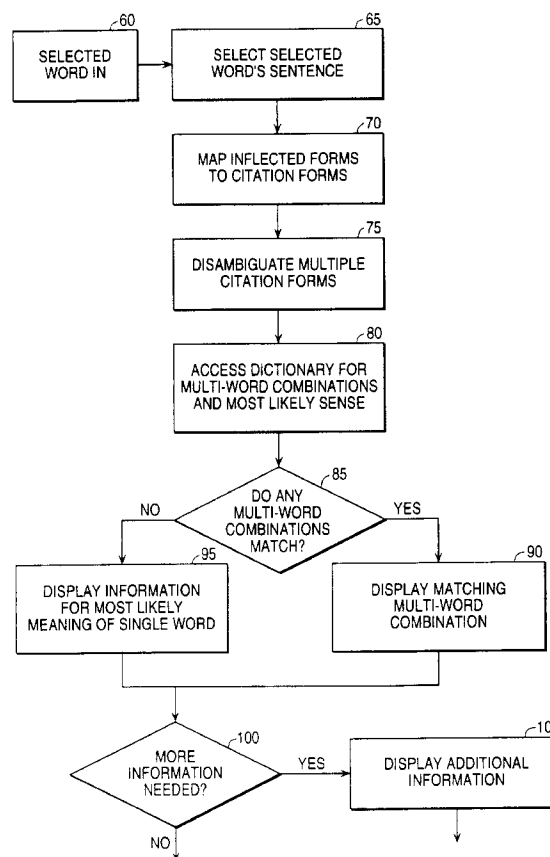 60
SELECTED
WORD IN
65
SELECT SELECTED
WORD'S SENTENCE
70
MAP INFLECTED FORMS
TO CITATION FORMS
75
DISAMBIGUATE MULTIPLE
CITATION FORMS
80
ACCESS DICTIONARY FOR
MULTI-WORD COMBINATIONS
AND MOST LIKELY SENSE
85
DO ANY
MULTI-WORD
COMBINATIONS
MATCH?
NO
YES
95
DISPLAY INFORMATION
FOR MOST LIKELY
MEANING OF SINGLE WORD
90
DISPLAY MATCHING
MULTI-WORD
COMBINATION
100
MORE
INFORMATION
NEEDED?
YES
NO
DISPLAY ADDITIONAL
INFORMATION